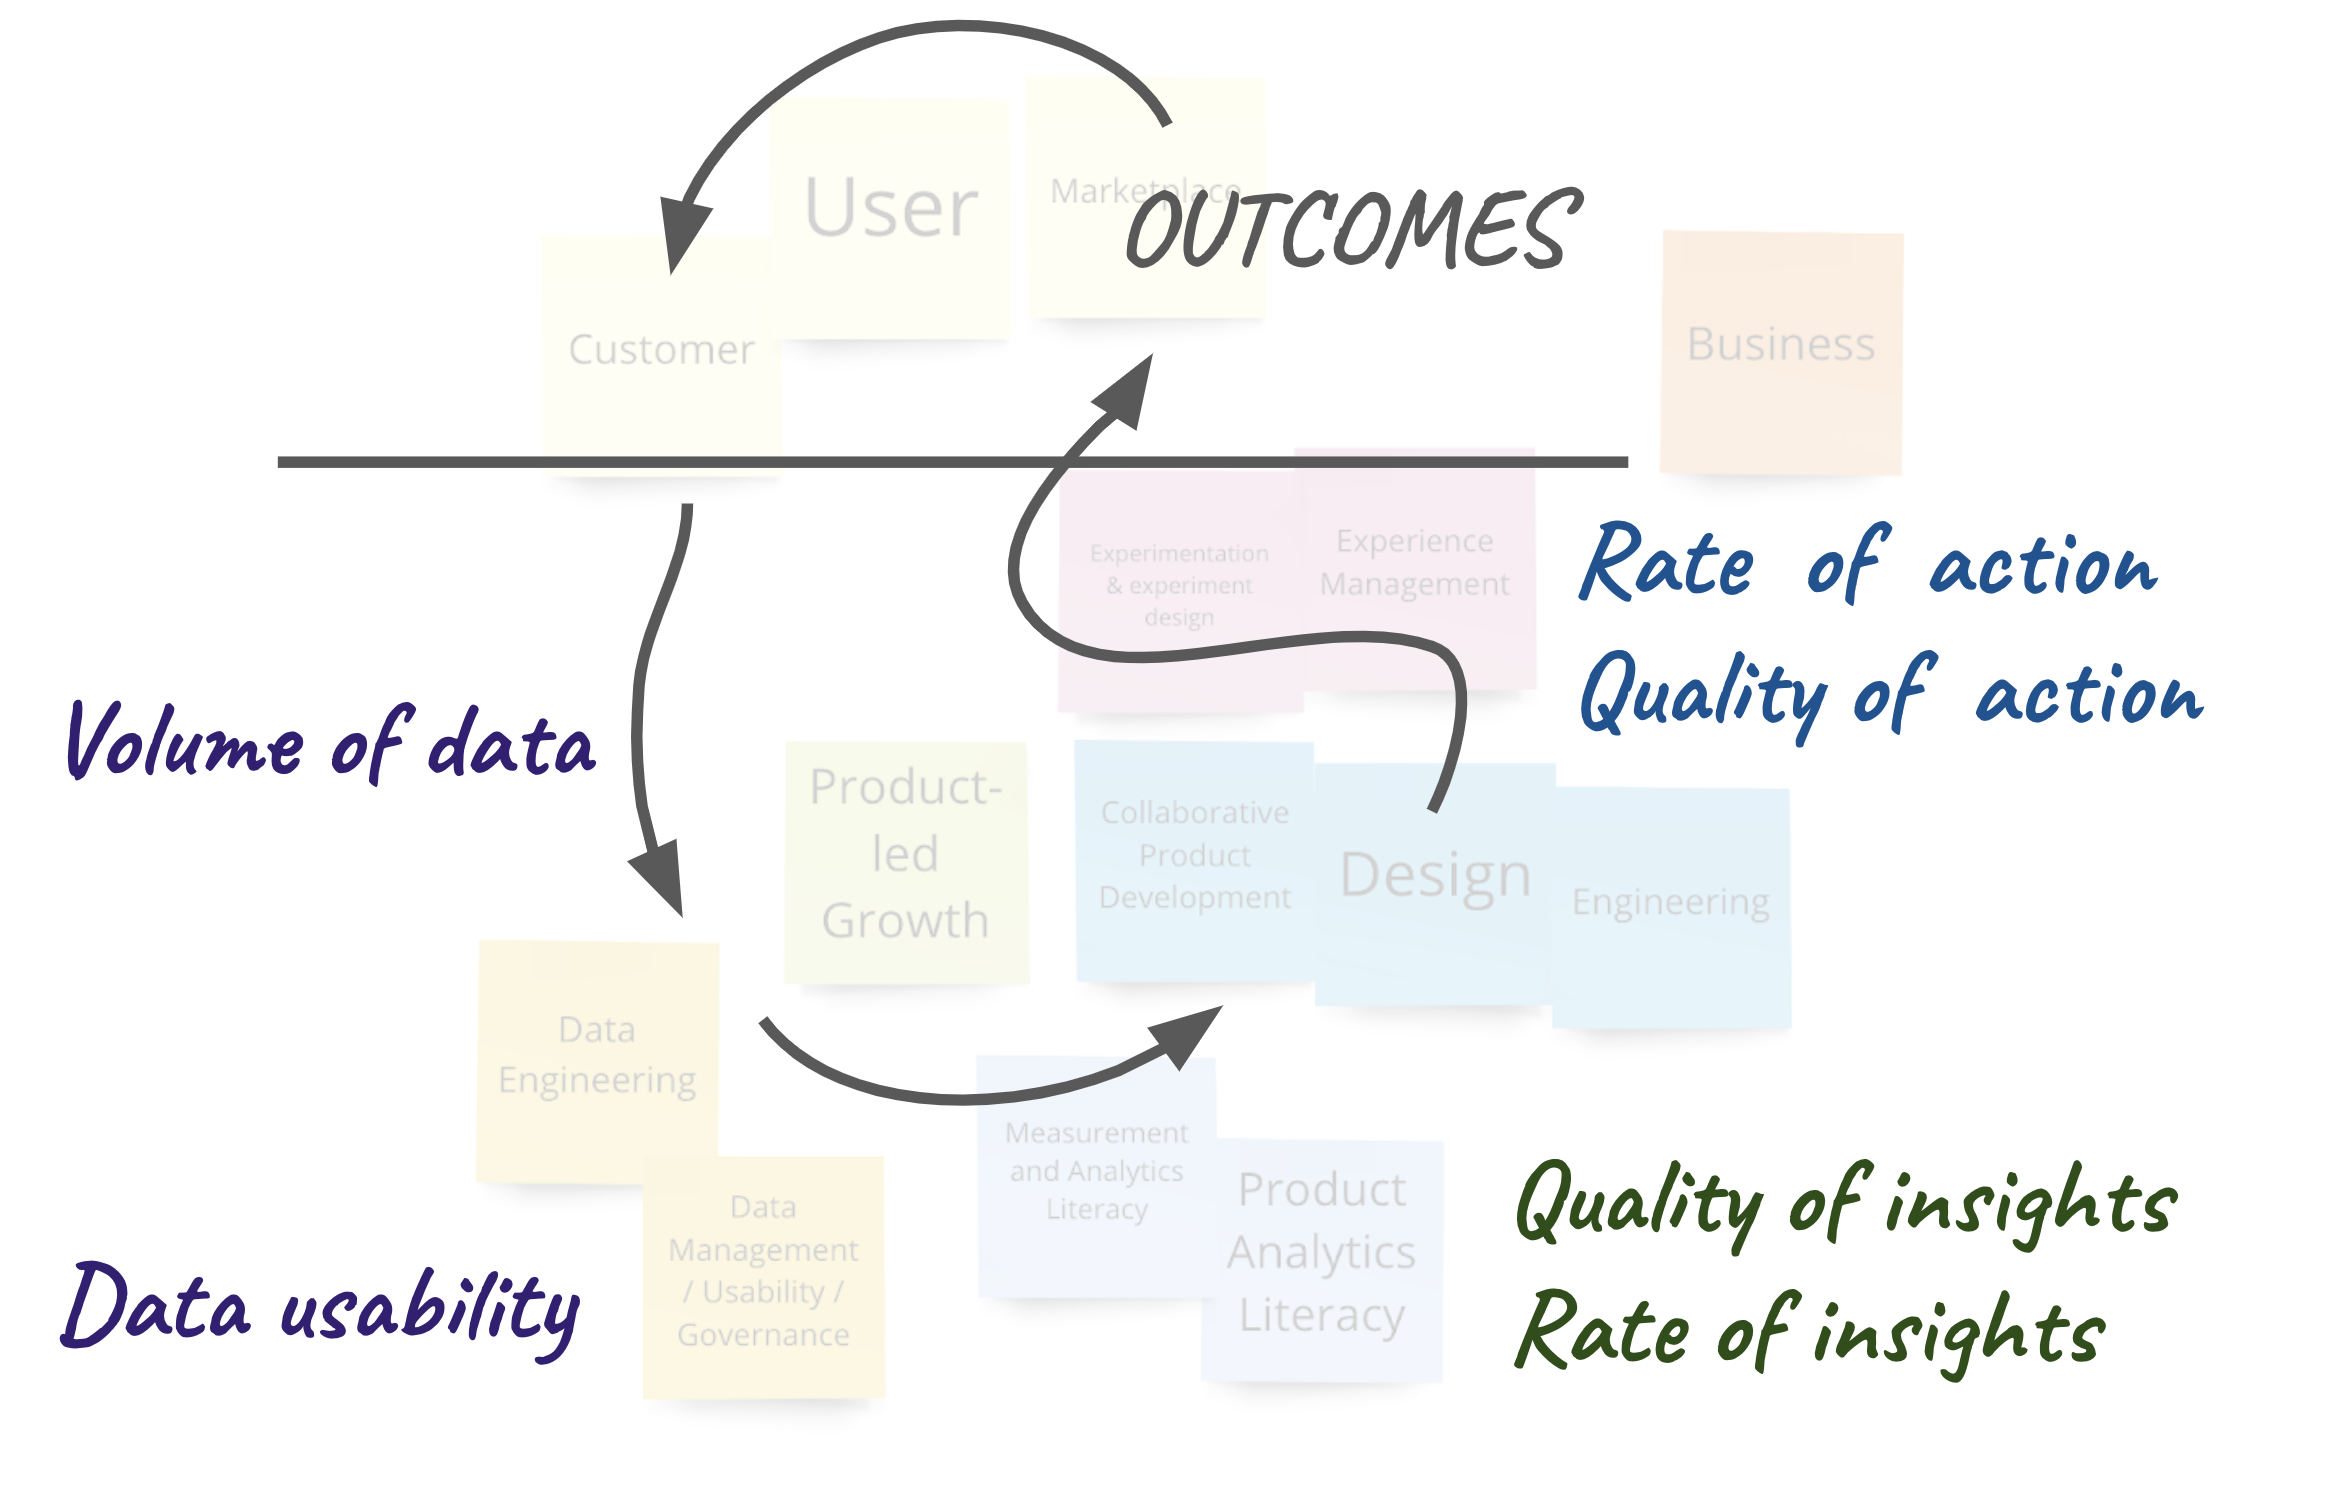 User
Marketplace
OUTCOMES
Customer
Business
Experimentation
& experiment
design
Experience
Management
Rate of action
Quality of action
Volume of data
Product-
led
Growth
Collaborative
Product
Development
Design
Engineering
Data
Engineering
Measurement
and Analytics
Literacy
Product
Analytics
Literacy
Data
Management
/ Usability /
Governance
Data usability
Quality of insights
Rate of insights